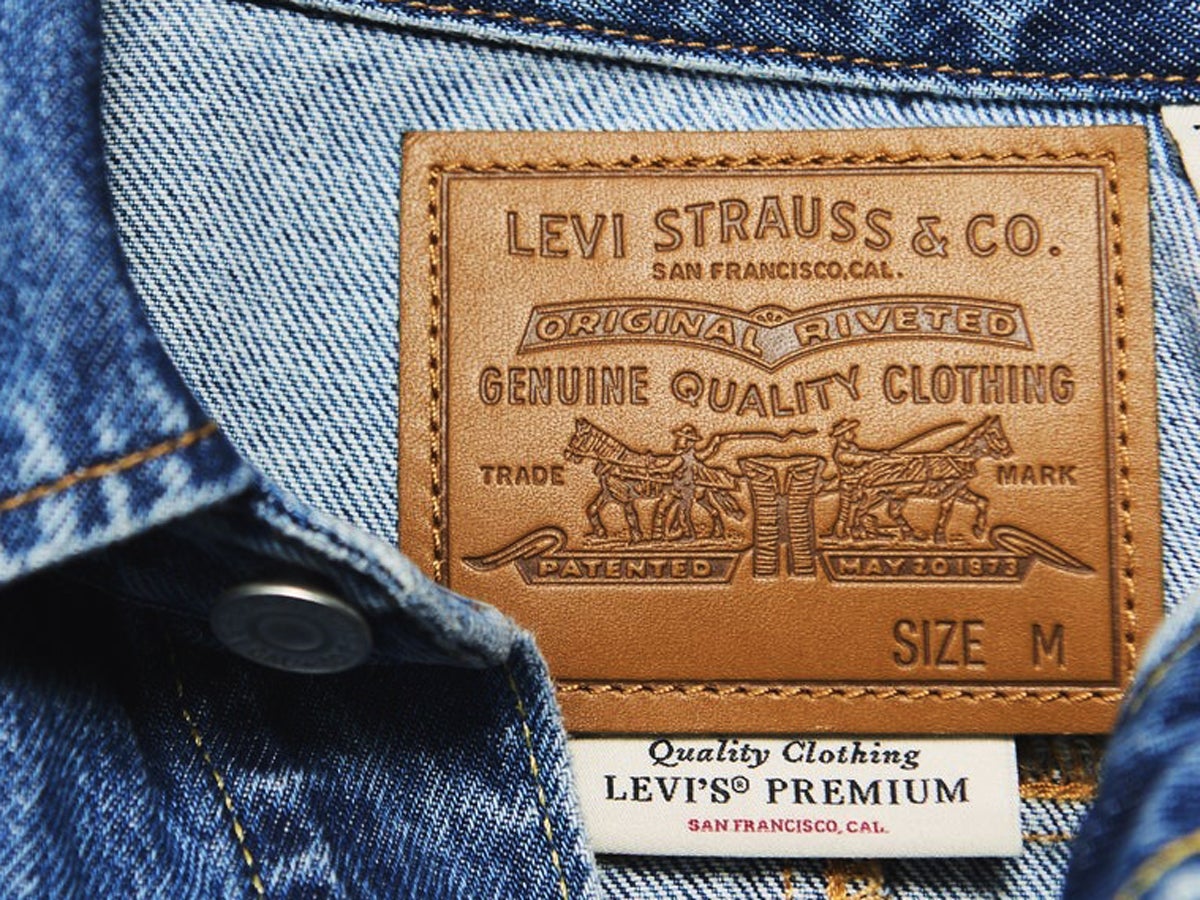 LEVI STRAUSS & CO.
SAN FRANCISCO,CAL.
ORIGINAL RIVETED
GENUINE QUALITY CLOTHING
TRADE MARK
PATENTED MAY 20 1873
SIZE M
Quality Clothing
LEVI'S® PREMIUM
SAN FRANCISCO, CAL.